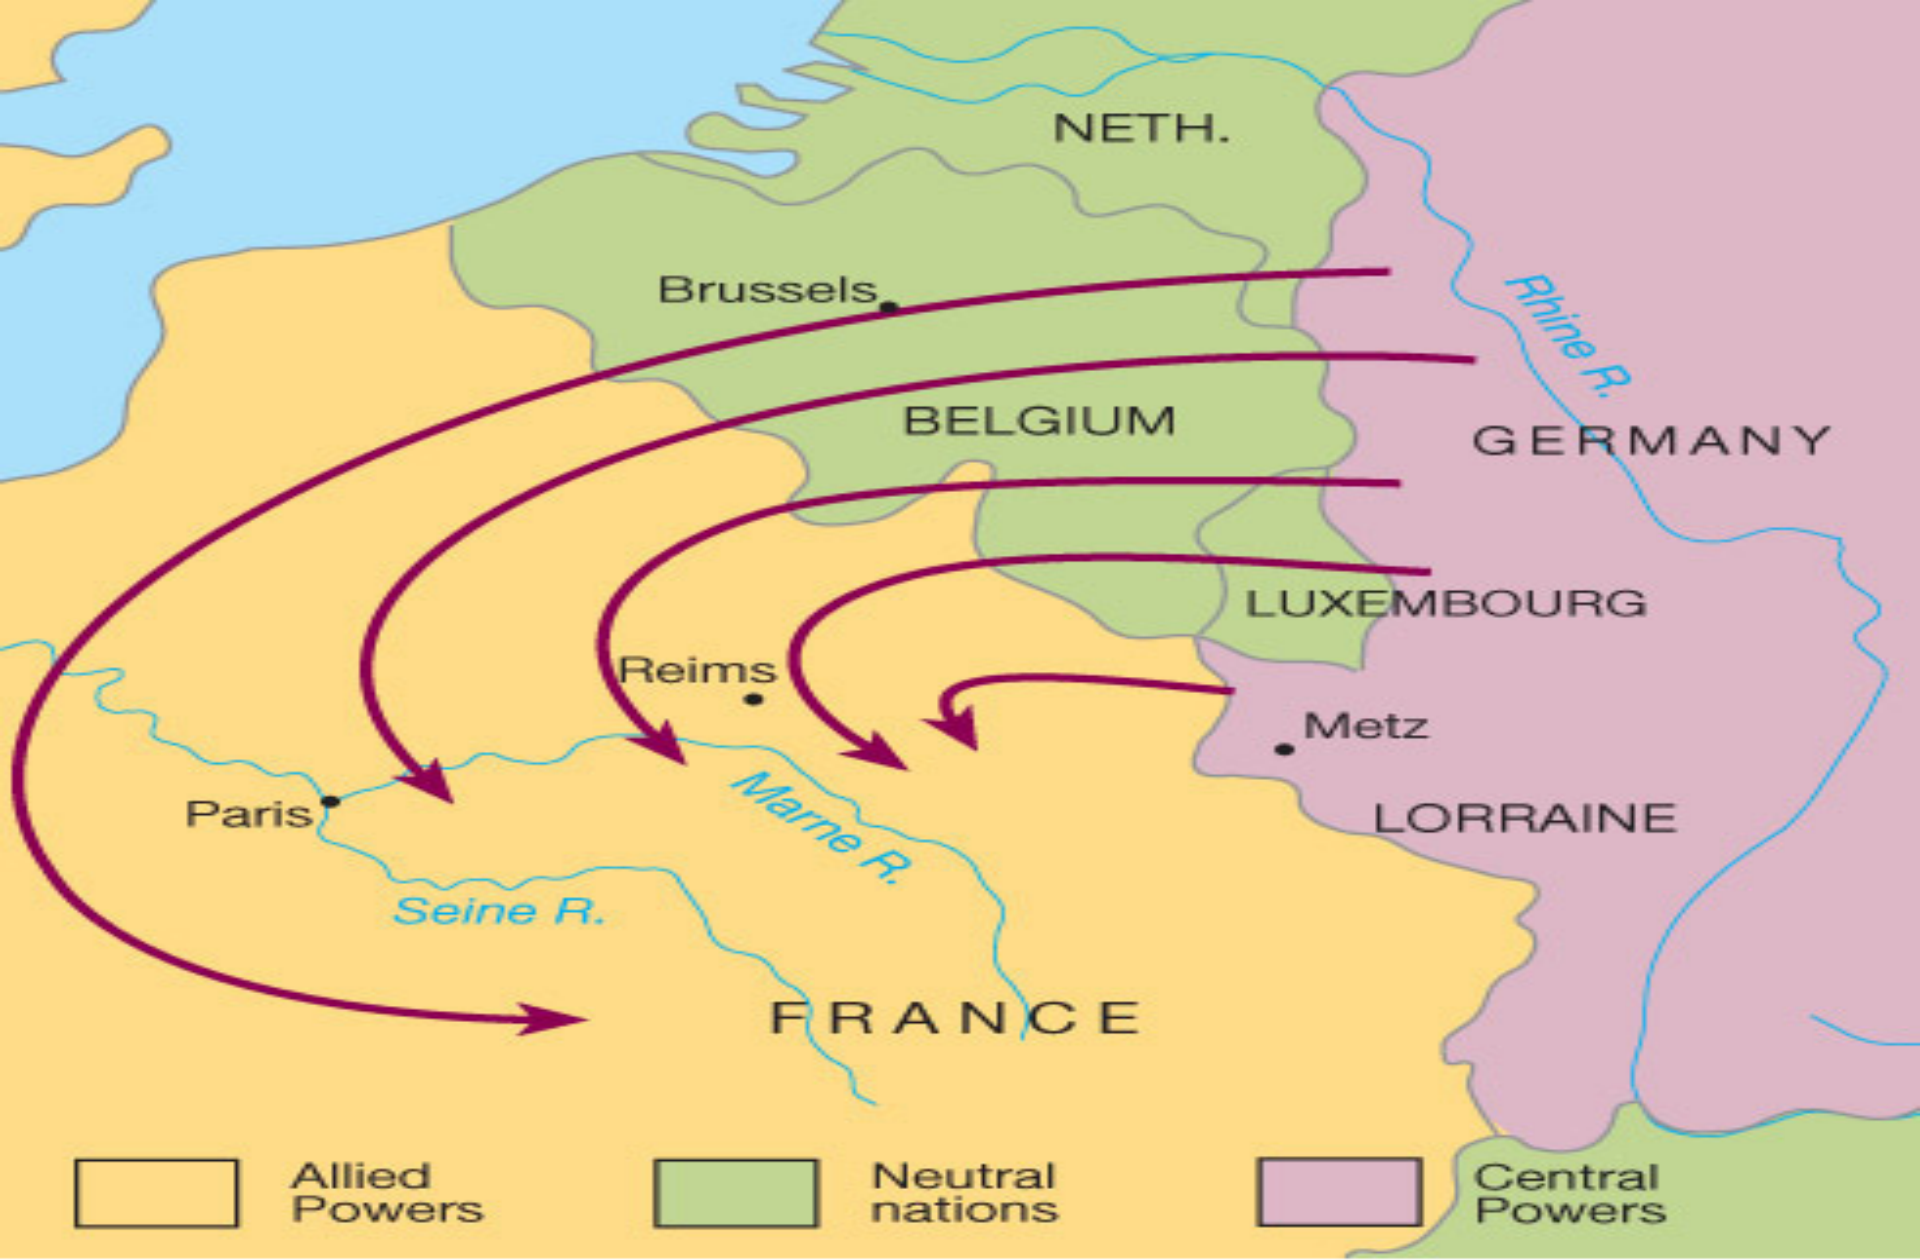 NETH.
Brussels
Rhine R.
BELGIUM
GERMANY
LUXEMBOURG
Reims
Metz
Marne R.
Paris
LORRAINE
Seine R.
FRANCE
Allied
Powers
Neutral
nations
Central
Powers